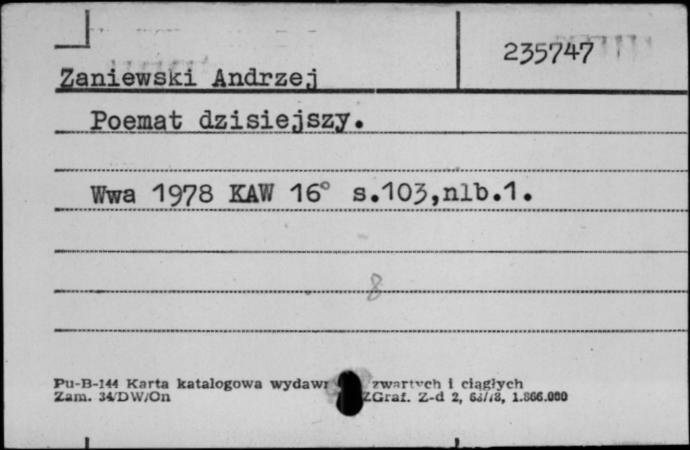 235747
Zaniewski Andrzej
Poemat dzisiejszy.
Wwa 1978 KAW 16° s.103,nlb.1.
8
Pu-B-144 Karta katalogowa zwartych i ciągłych
Zam. 34/DW/On ZGraf. Z-d 2, 1.866.000